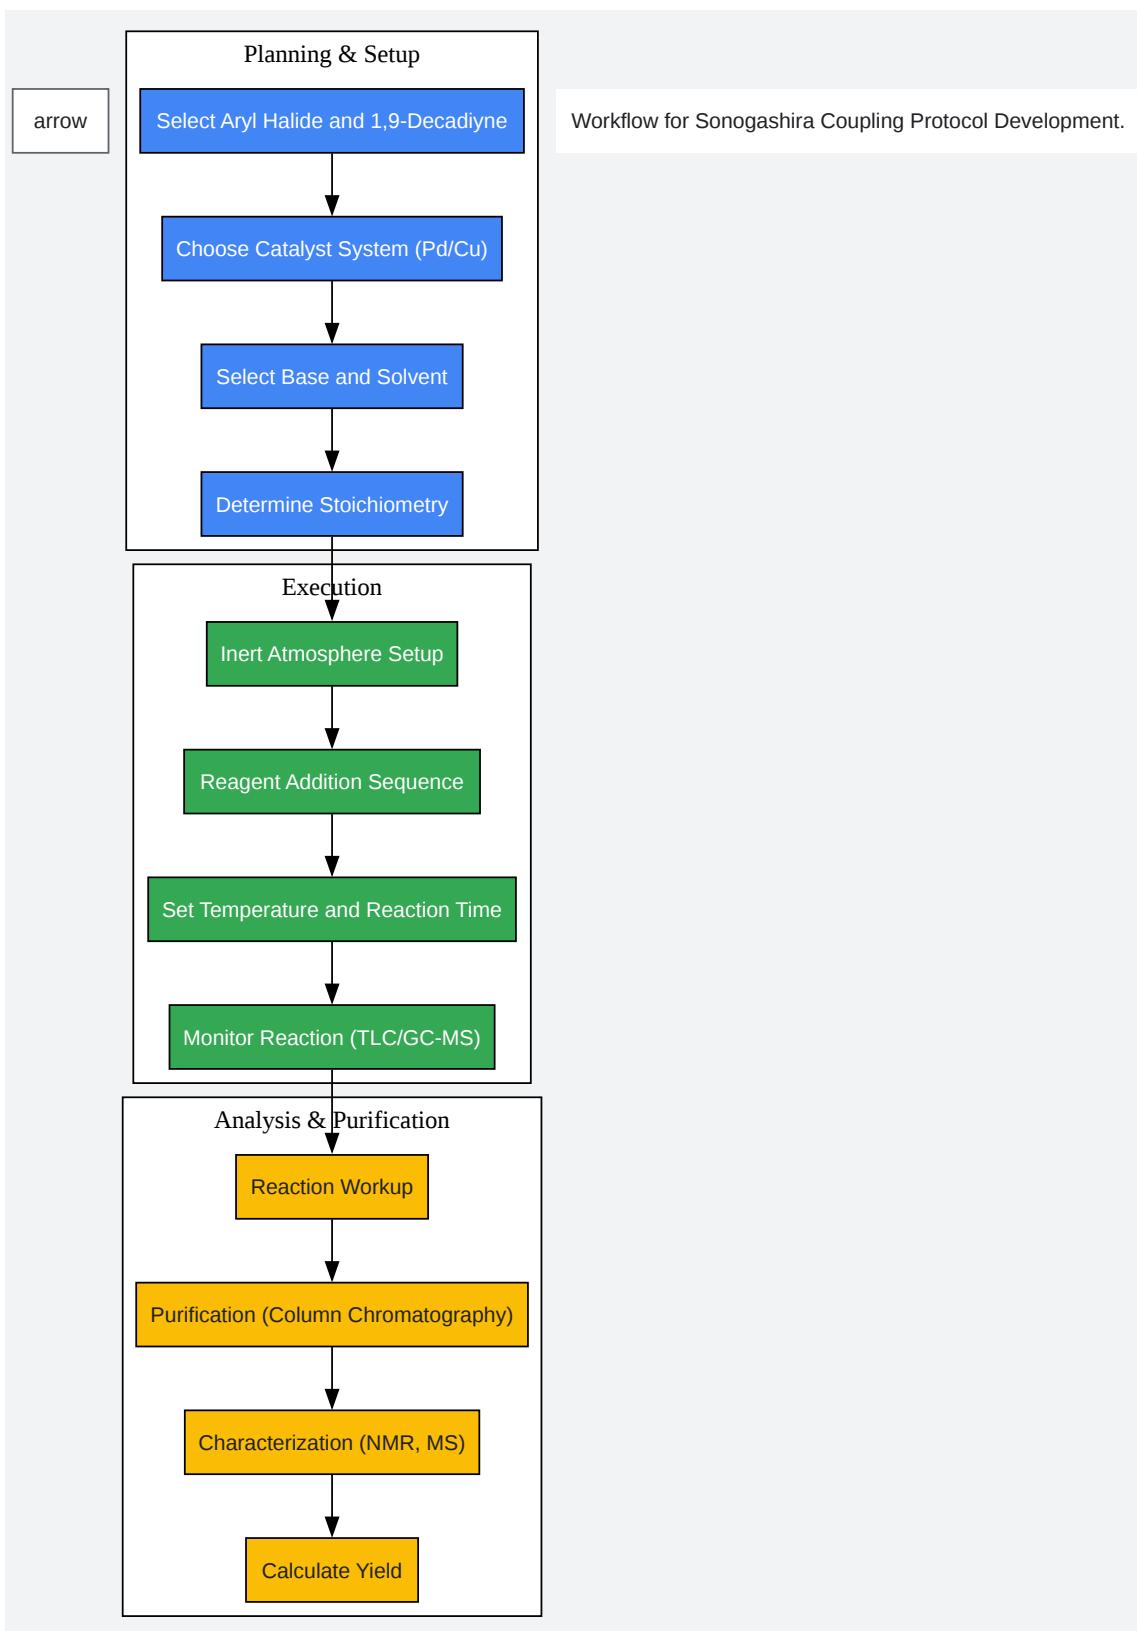 Planning & Setup
arrow
Select Aryl Halide and 1,9-Decadiyne
Workflow for Sonogashira Coupling Protocol Development.
Choose Catalyst System (Pd/Cu)
Select Base and Solvent
Determine Stoichiometry
Execution
Inert Atmosphere Setup
Reagent Addition Sequence
Set Temperature and Reaction Time
Monitor Reaction (TLC/GC-MS)
Analysis & Purification
Reaction Workup
Purification (Column Chromatography)
Characterization (NMR, MS)
Calculate Yield